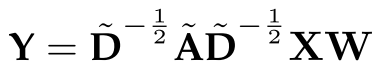 Y = D̃^{-1/2} Ã D̃^{-1/2} X W